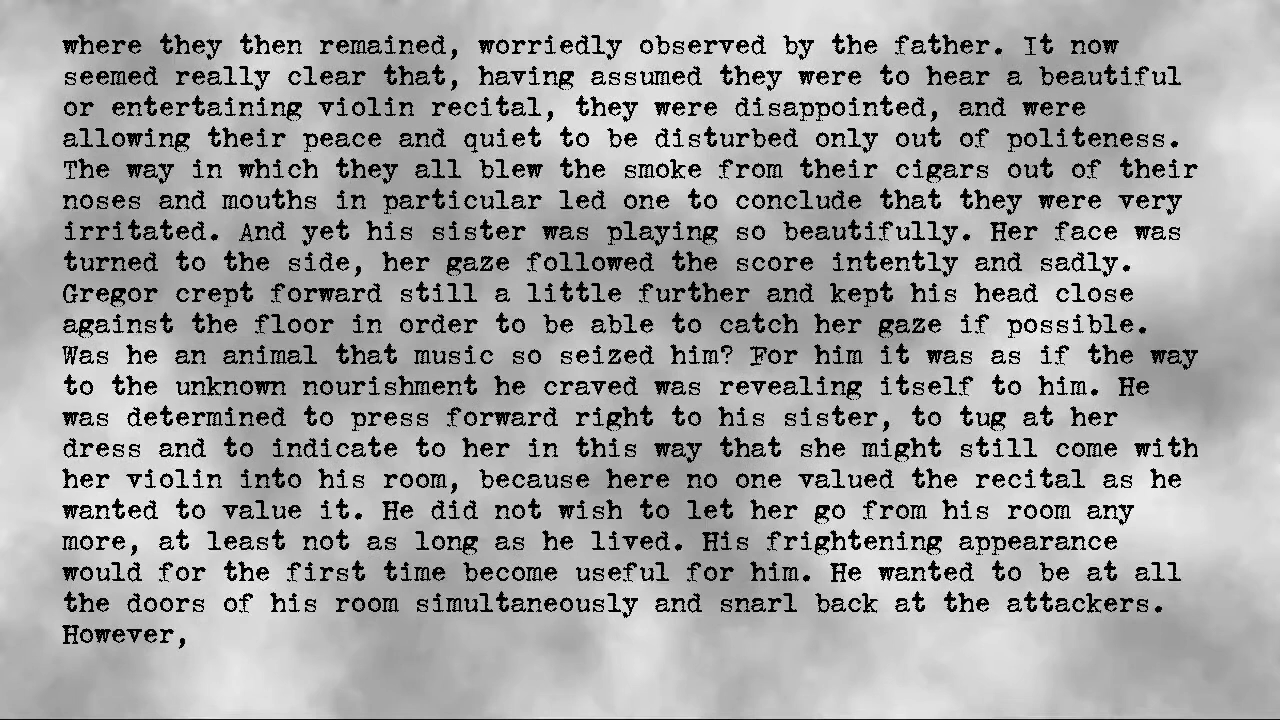 where they then remained, worriedly observed by the father. It now
seemed really clear that, having assumed they were to hear a beautiful
or entertaining violin recital, they were disappointed, and were
allowing their peace and quiet to be disturbed only out of politeness.
The way in which they all blew the smoke from their cigars out of their
noses and mouths in particular led one to conclude that they were very
irritated. And yet his sister was playing so beautifully. Her face was
turned to the side, her gaze followed the score intently and sadly.
Gregor crept forward still a little further and kept his head close
against the floor in order to be able to catch her gaze if possible.
Was he an animal that music so seized him? For him it was as if the way
to the unknown nourishment he craved was revealing itself to him. He
was determined to press forward right to his sister, to tug at her
dress and to indicate to her in this way that she might still come with
her violin into his room, because here no one valued the recital as he
wanted to value it. He did not wish to let her go from his room any
more, at least not as long as he lived. His frightening appearance
would for the first time become useful for him. He wanted to be at all
the doors of his room simultaneously and snarl back at the attackers.
However,